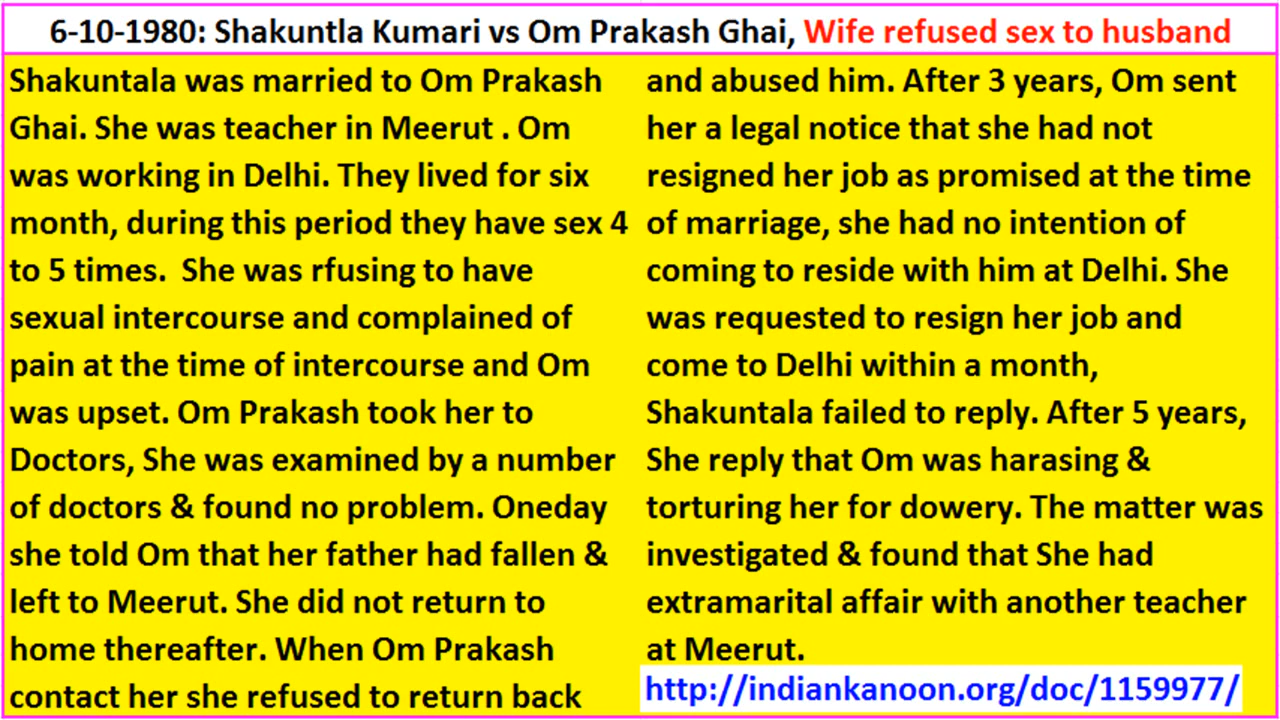 6-10-1980: Shakuntla Kumari vs Om Prakash Ghai, Wife refused sex to husband
Shakuntala was married to Om Prakash
Ghai. She was teacher in Meerut . Om
was working in Delhi. They lived for six
month, during this period they have sex 4
to 5 times.  She was rfusing to have
sexual intercourse and complained of
pain at the time of intercourse and Om
was upset. Om Prakash took her to
Doctors, She was examined by a number
of doctors & found no problem. Oneday
she told Om that her father had fallen &
left to Meerut. She did not return to
home thereafter. When Om Prakash
contact her she refused to return back
and abused him. After 3 years, Om sent
her a legal notice that she had not
resigned her job as promised at the time
of marriage, she had no intention of
coming to reside with him at Delhi. She
was requested to resign her job and
come to Delhi within a month,
Shakuntala failed to reply. After 5 years,
She reply that Om was harasing &
torturing her for dowery. The matter was
investigated & found that She had
extramarital affair with another teacher
at Meerut.
http://indiankanoon.org/doc/1159977/